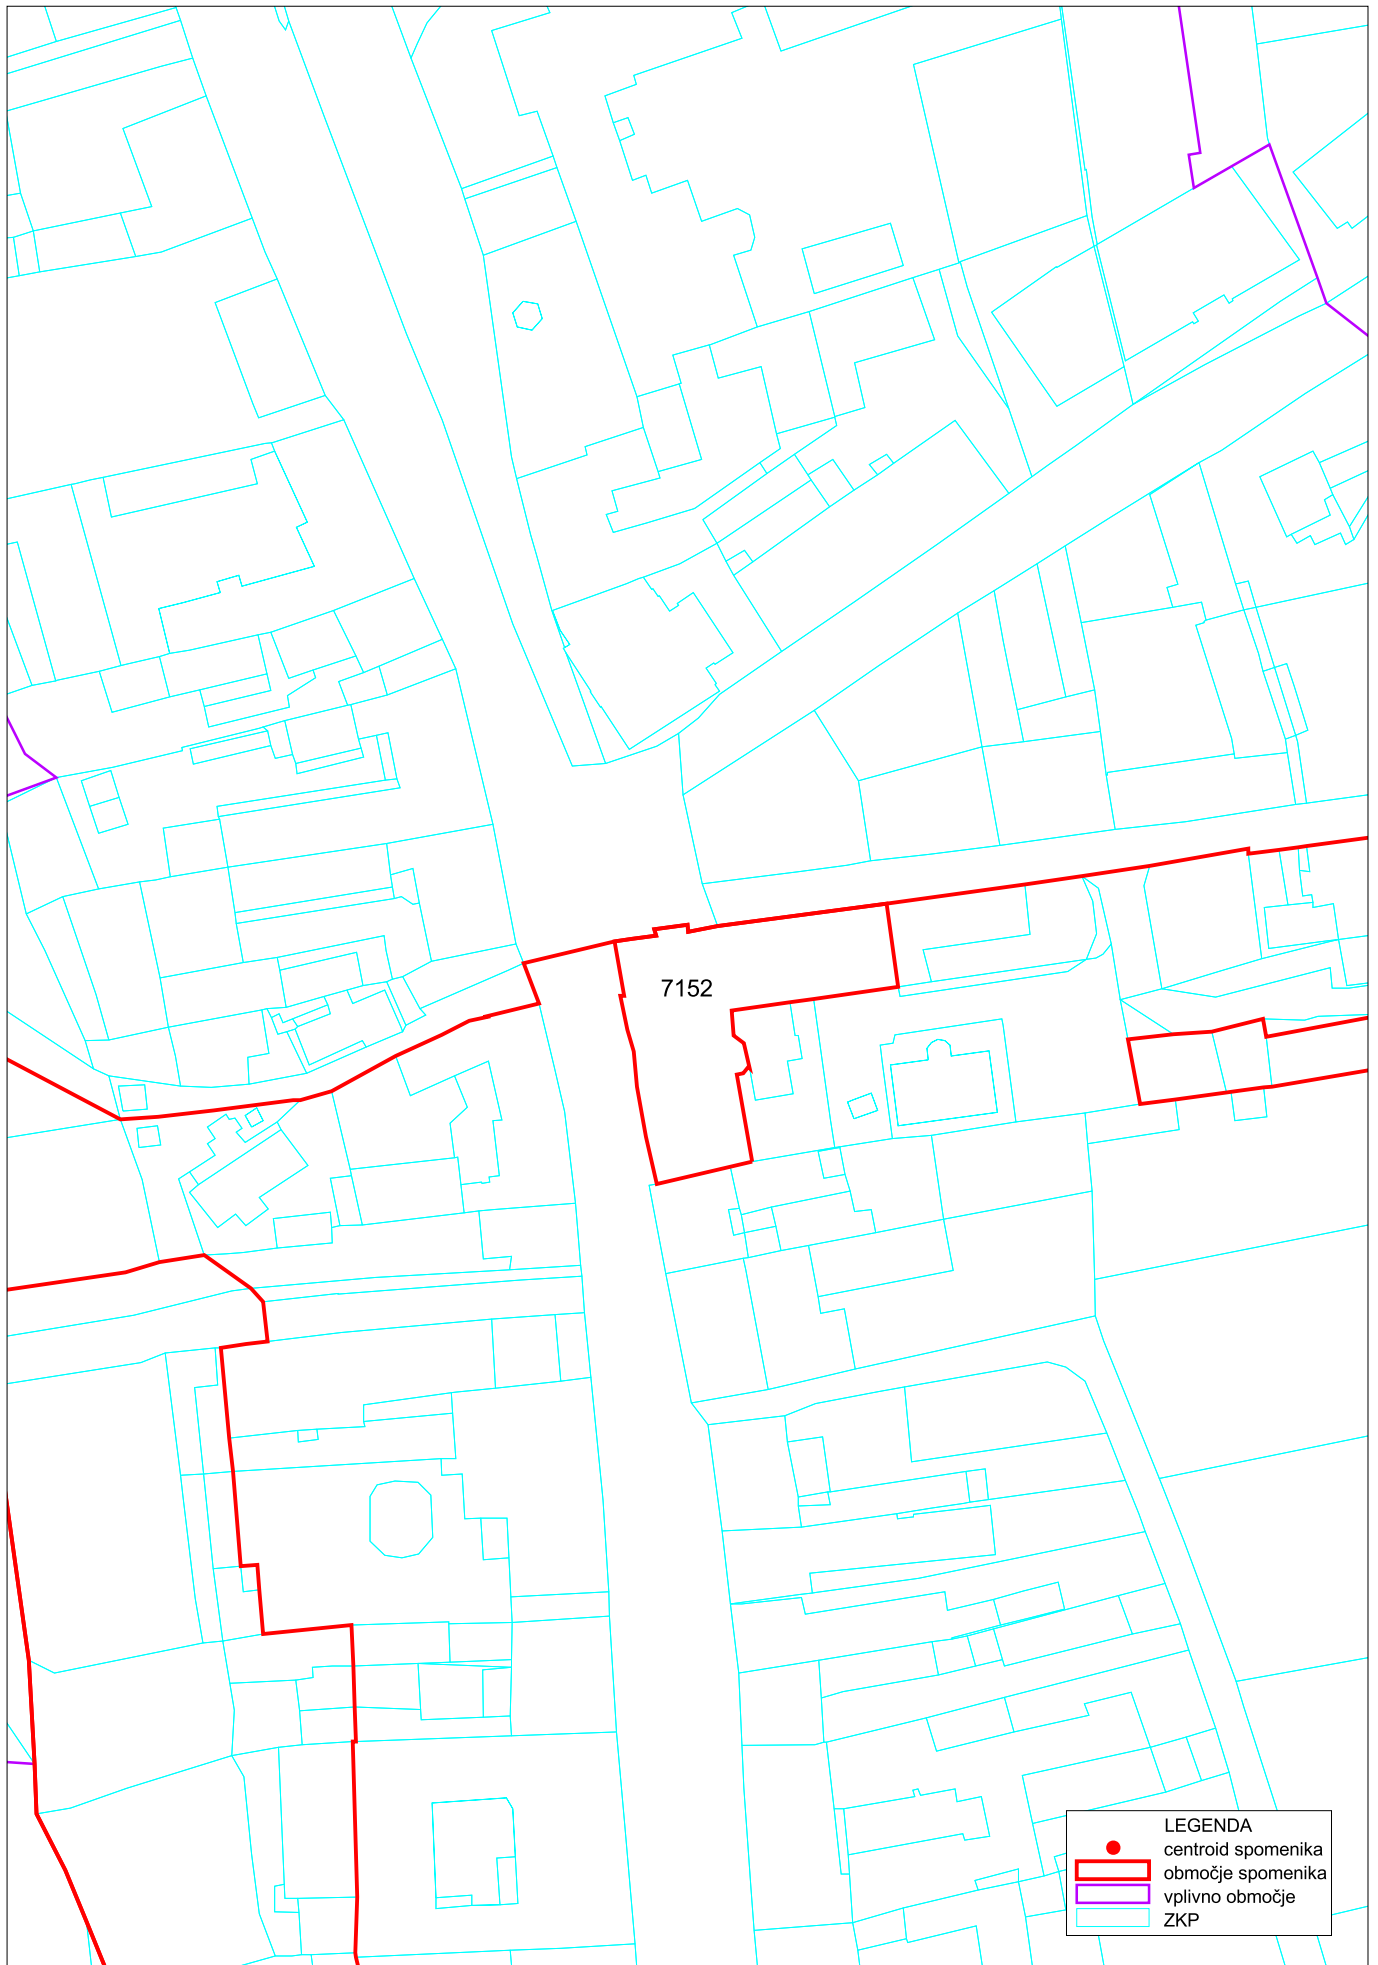 7152
LEGENDA
centroid spomenika
območje spomenika
vplivno območje
ZKP